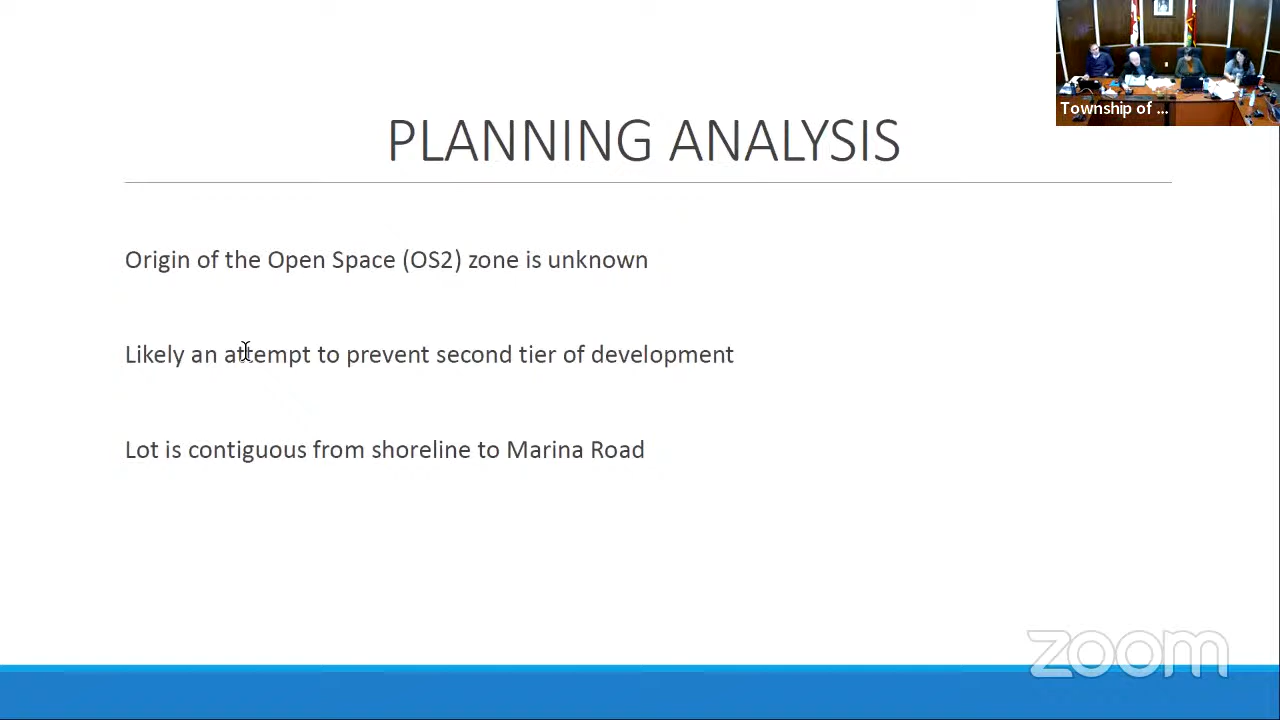 Township of ...
PLANNING ANALYSIS
Origin of the Open Space (OS2) zone is unknown
Likely an attempt to prevent second tier of development
Lot is contiguous from shoreline to Marina Road
zoom